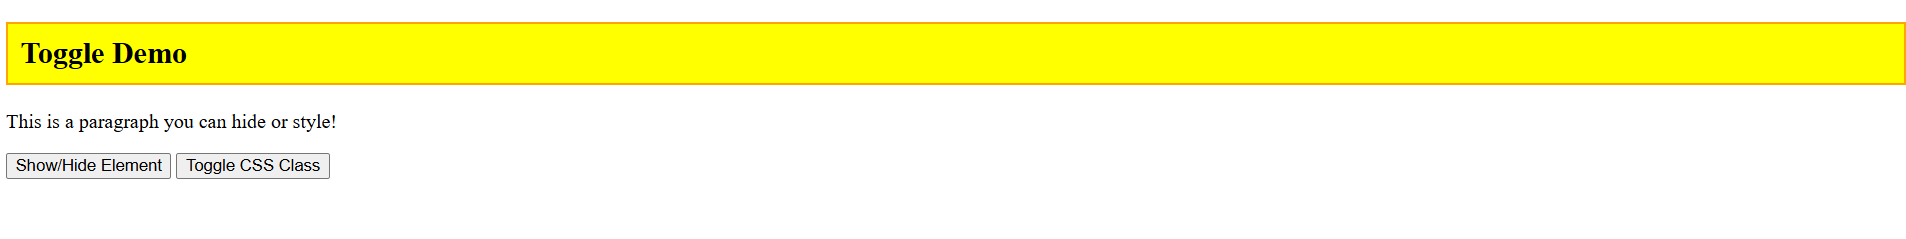 Toggle Demo
This is a paragraph you can hide or style!
Show/Hide Element Toggle CSS Class